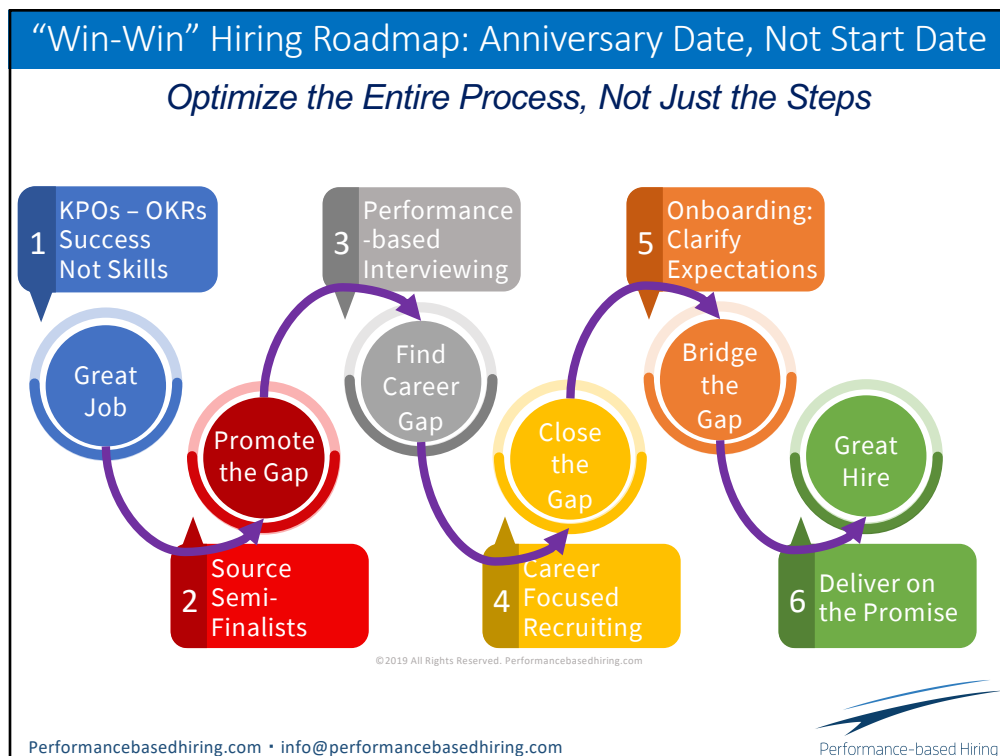 “Win-Win” Hiring Roadmap: Anniversary Date, Not Start Date
Optimize the Entire Process, Not Just the Steps
1
KPOs – OKRs
Success
Not Skills
Great
Job
Promote
the Gap
2
Source
Semi-
Finalists
3
Performance
-based
Interviewing
Find
Career
Gap
Close
the
Gap
4
Career
Focused
Recruiting
5
Onboarding:
Clarify
Expectations
Bridge
the
Gap
Great
Hire
6
Deliver on
the Promise
©2019 All Rights Reserved. Performancebasedhiring.com
Performancebasedhiring.com · info@performancebasedhiring.com
Performance-based Hiring